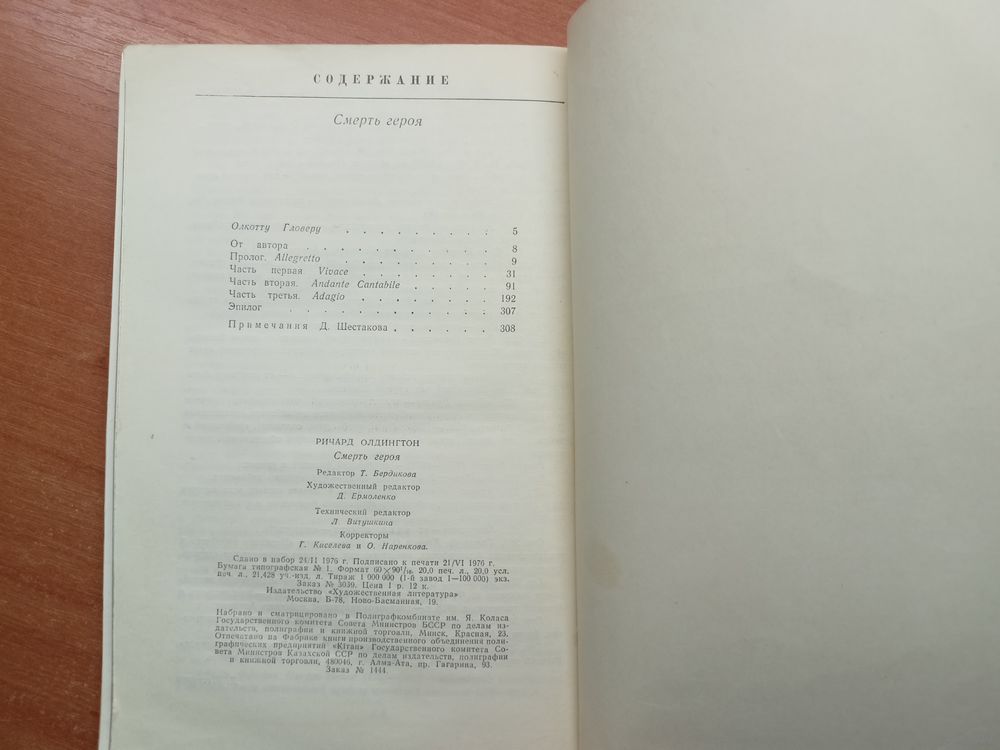 СОДЕРЖАНИЕ
Смерть героя
Олкотту Гловеру . . . . . . . . . 5
От автора . . . . . . . . . . . 8
Пролог. Allegretto . . . . . . . . . 9
Часть первая Vivace . . . . . . . . 31
Часть вторая. Andante Cantabile . . . . . 91
Часть третья. Adagio . . . . . . . . 192
Эпилог . . . . . . . . . . . . 307
Примечания Д. Шестакова . . . . . . 308
РИЧАРД ОЛДИНГТОН
Смерть героя
Редактор Т. Бердикова
Художественный редактор
Д. Ермоленко
Технический редактор
Л. Витушкина
Корректоры
Г. Киселева и О. Наренкова.
Сдано в набор 24/II 1976 г. Подписано к печати 21/VI 1976 г.
Бумага типографская № 1. Формат 60×90¹/₁₆. 20,0 печ. л., 20,0 усл.
печ. л., 21,428 уч.-изд. л. Тираж 1 000 000 (1-й завод 1—100 000) экз.
Заказ № 3039. Цена 1 р. 12 к.
Издательство «Художественная литература»
Москва, Б-78, Ново-Басманная, 19.
Набрано и сматрицировано в Полиграфкомбинате им. Я. Коласа
Государственного комитета Совета Министров БССР по делам из-
дательств, полиграфии и книжной торговли, Минск, Красная, 23.
Отпечатано на Фабрике книги производственного объединения поли-
графических предприятий «Кітап» Государственного комитета Со-
вета Министров Казахской ССР по делам издательств, полиграфии
и книжной торговли, 480046, г. Алма-Ата, пр. Гагарина, 93.
Заказ № 1444.